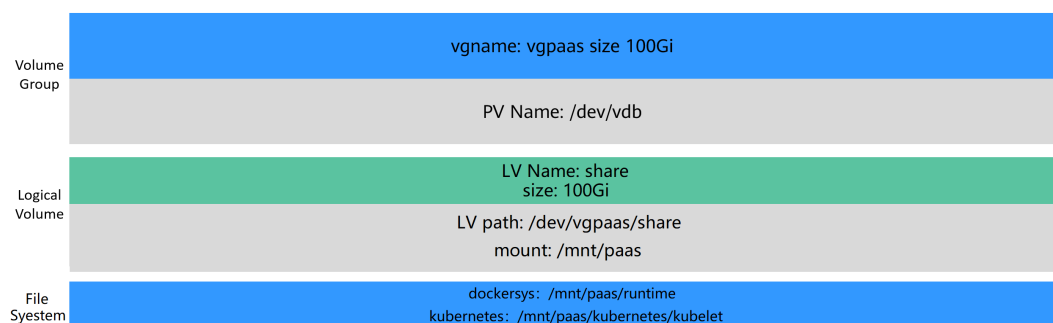 vgname: vgpaas size 100Gi
Volume
Group
PV Name: /dev/vdb
LV Name: share
size: 100Gi
Logical
Volume
LV path: /dev/vgpaas/share
mount: /mnt/paas
File
Syestem
dockersys：/mnt/paas/runtime
kubernetes：/mnt/paas/kubernetes/kubelet